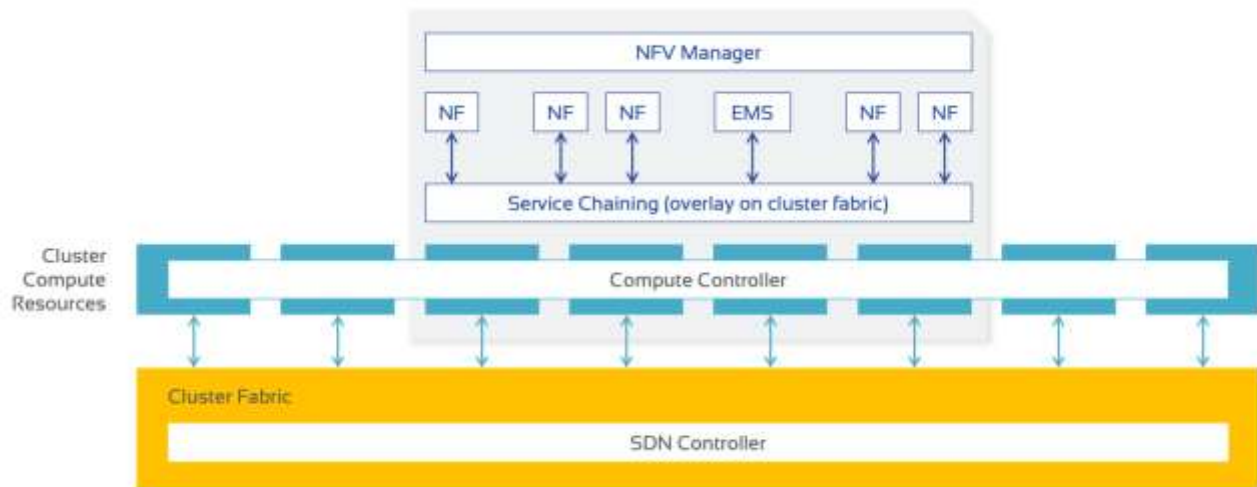 NFV Manager
NF NF NF EMS NF NF
Service Chaining (overlay on cluster fabric)
Cluster
Compute
Resources
Compute Controller
Cluster Fabric
SDN Controller